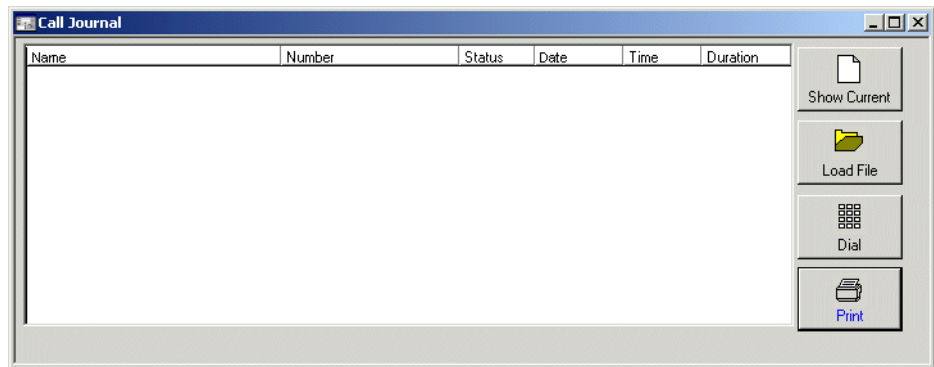 Call Journal
Name Number Status Date Time Duration
Show Current
Load File
Dial
Print